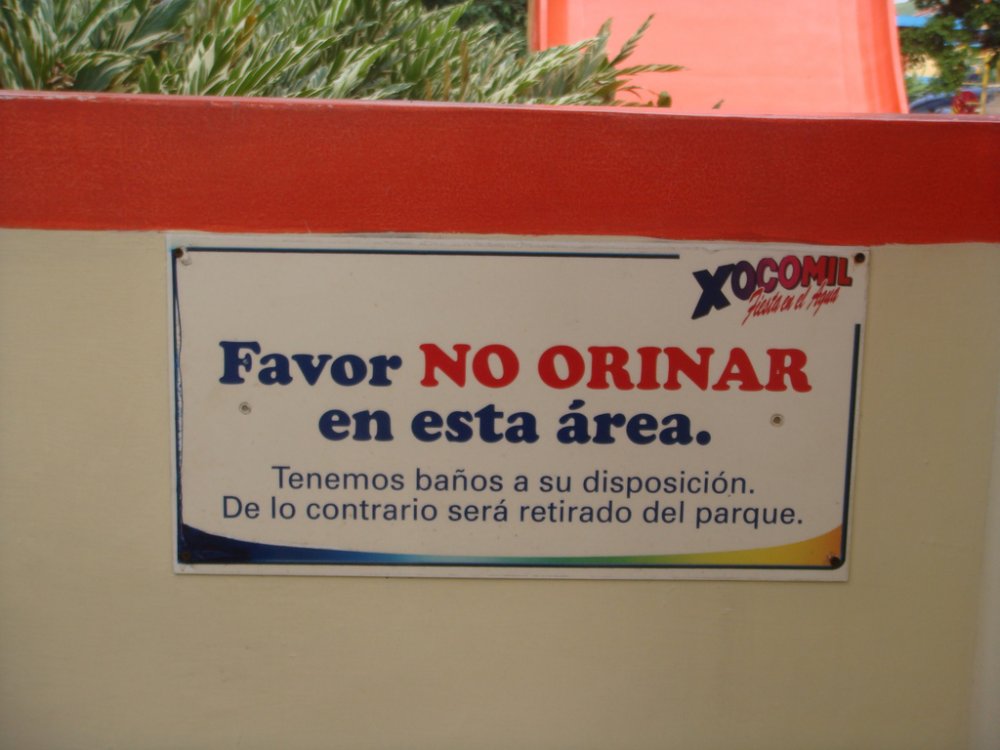 XOCOMIL
Fiesta en el Agua
Favor NO ORINAR
en esta área.
Tenemos baños a su disposición.
De lo contrario será retirado del parque.